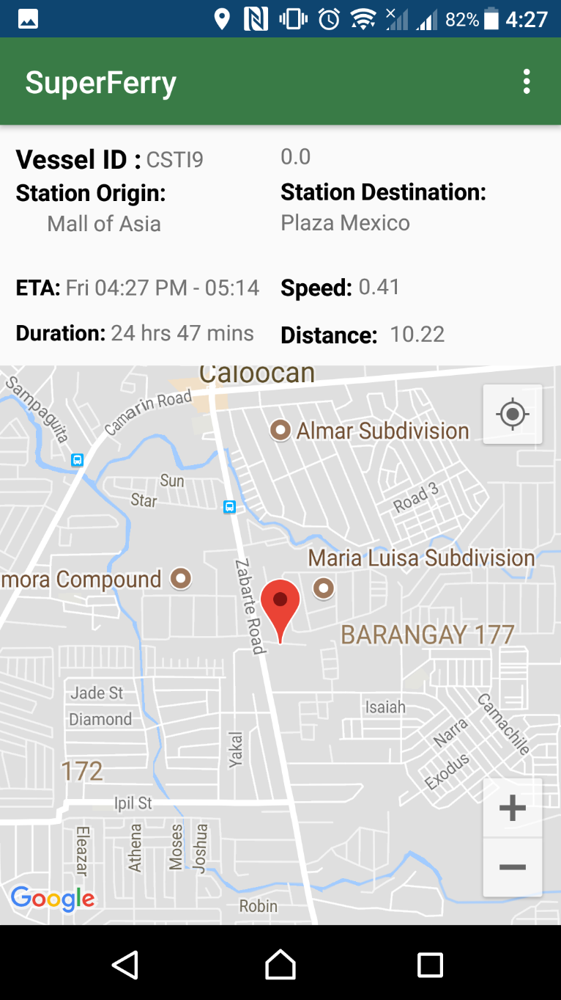 82% 4:27
SuperFerry
Vessel ID : CSTI9
0.0
Station Origin:
Station Destination:
Mall of Asia
Plaza Mexico
ETA: Fri 04:27 PM - 05:14
Speed: 0.41
Duration: 24 hrs 47 mins
Distance: 10.22
Caloocan
Sampaguita
Camarin Road
Almar Subdivision
Sun
Star
Road 3
Maria Luisa Subdivision
mora Compound
Zabarte Road
BARANGAY 177
Jade St
Diamond
Isaiah
Camachile
Narra
Yakal
Exodus
172
Ipil St
Eleazar
Athena
Moses
Joshua
Google
Robin